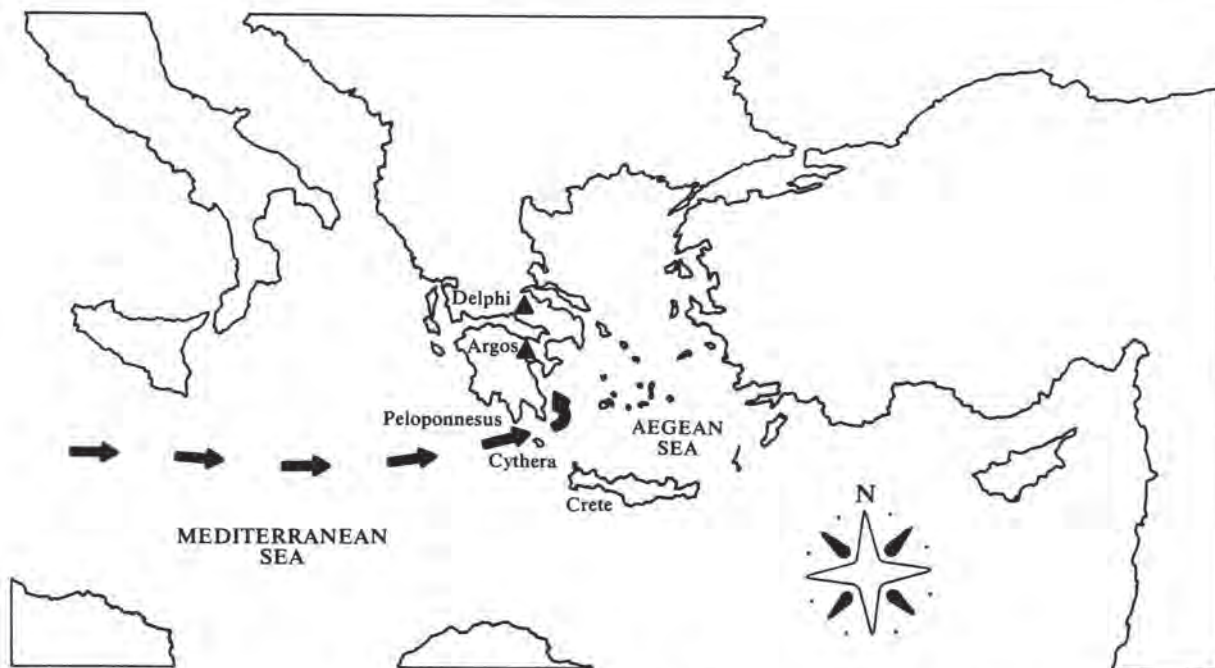 Delphi
Argos
Peloponnesus
AEGEAN
SEA
Cythera
Crete
N
MEDITERRANEAN
SEA